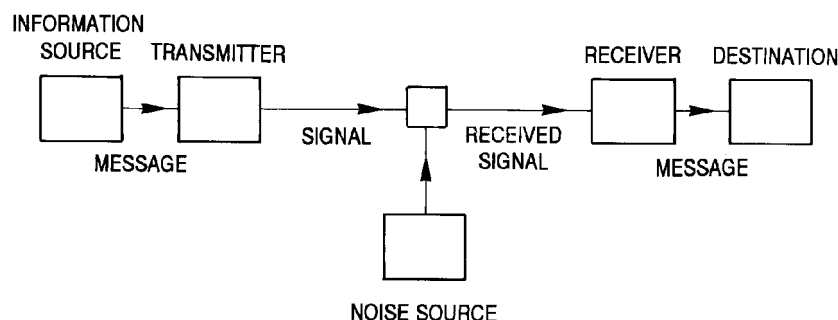 INFORMATION
SOURCE
TRANSMITTER
RECEIVER
DESTINATION
SIGNAL
RECEIVED
SIGNAL
MESSAGE
MESSAGE
NOISE SOURCE